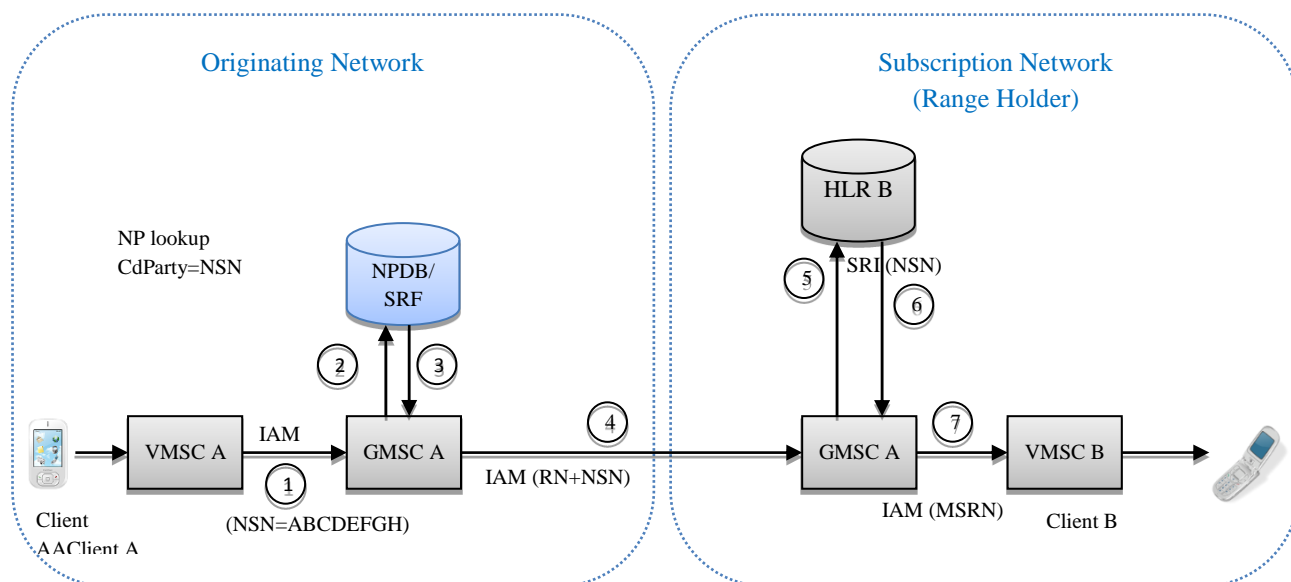 Originating Network
Subscription Network
(Range Holder)
HLR B
NP lookup
CdParty=NSN
NPDB/
SRF
SRI (NSN)
5
6
2
3
4
7
VMSC A
IAM
GMSC A
IAM (RN+NSN)
GMSC A
VMSC B
1
(NSN=ABCDEFGH)
IAM (MSRN)
Client B
Client
AAClient A